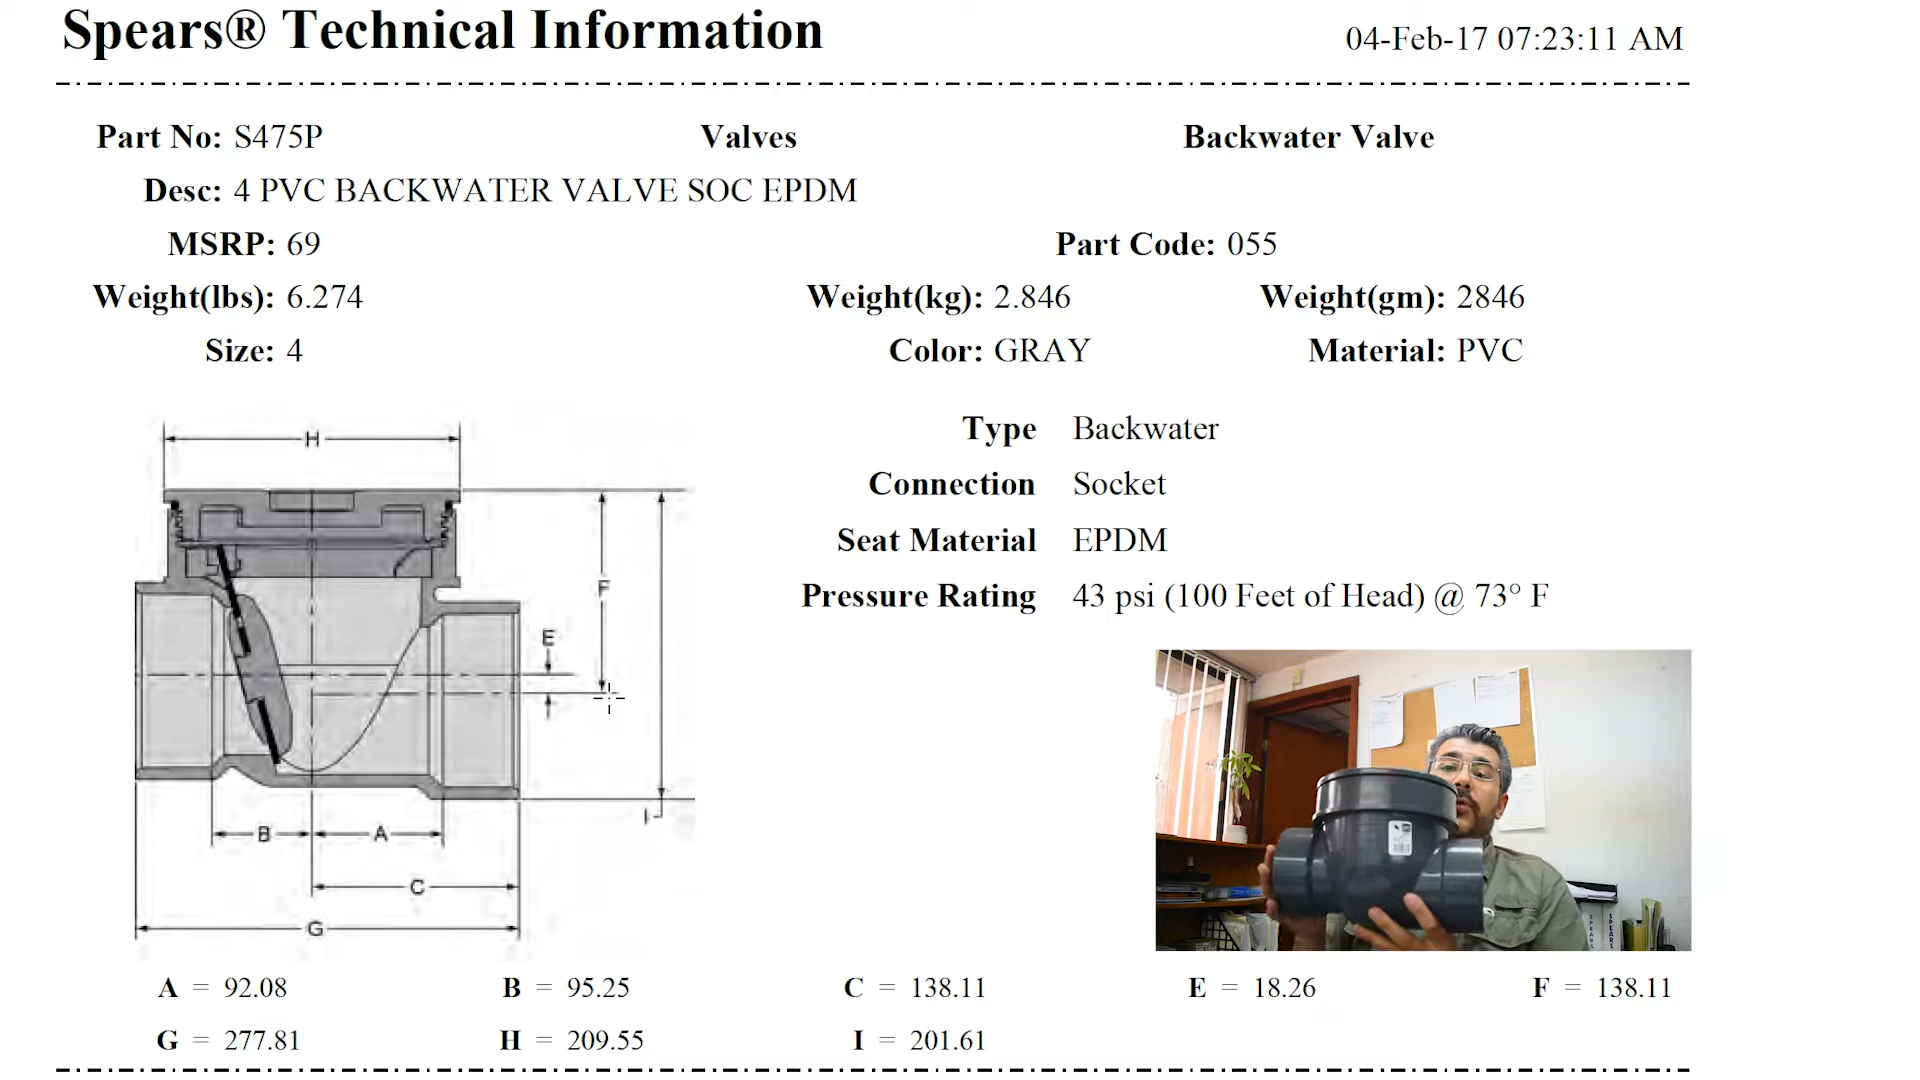 Spears® Technical Information
04-Feb-17 07:23:11 AM
Part No: S475P
Valves
Backwater Valve
Desc: 4 PVC BACKWATER VALVE SOC EPDM
MSRP: 69
Part Code: 055
Weight(lbs): 6.274
Weight(kg): 2.846
Weight(gm): 2846
Size: 4
Color: GRAY
Material: PVC
Type Backwater
Connection Socket
Seat Material EPDM
Pressure Rating 43 psi (100 Feet of Head) @ 73° F
H
F
E
I
B
A
C
G
SPEARS
SPEARS
A = 92.08
B = 95.25
C = 138.11
E = 18.26
F = 138.11
G = 277.81
H = 209.55
I = 201.61